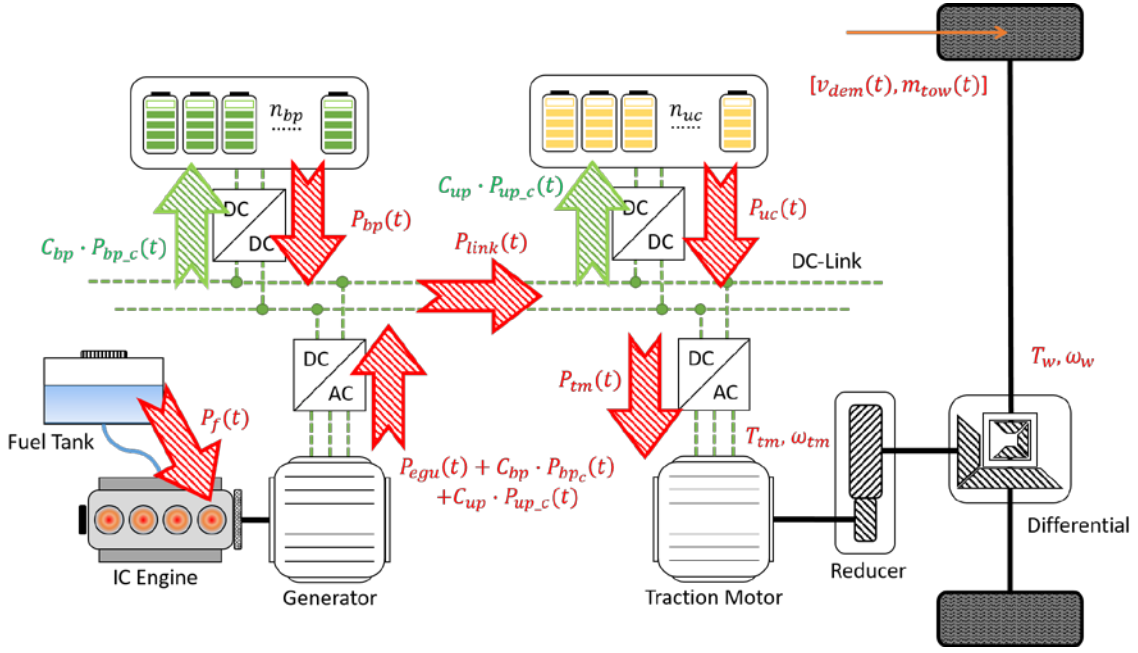 [v_dem(t), m_tow(t)]
n_bp
......
n_uc
......
C_bp · P_bp_c(t)
DC
DC
P_bp(t)
P_link(t)
C_up · P_up_c(t)
DC
DC
P_uc(t)
DC-Link
Fuel Tank
P_f(t)
DC
AC
P_egu(t) + C_bp · P_bp_c(t)
+C_up · P_up_c(t)
P_tm(t)
DC
AC
T_tm, ω_tm
T_w, ω_w
IC Engine
Generator
Traction Motor
Reducer
Differential